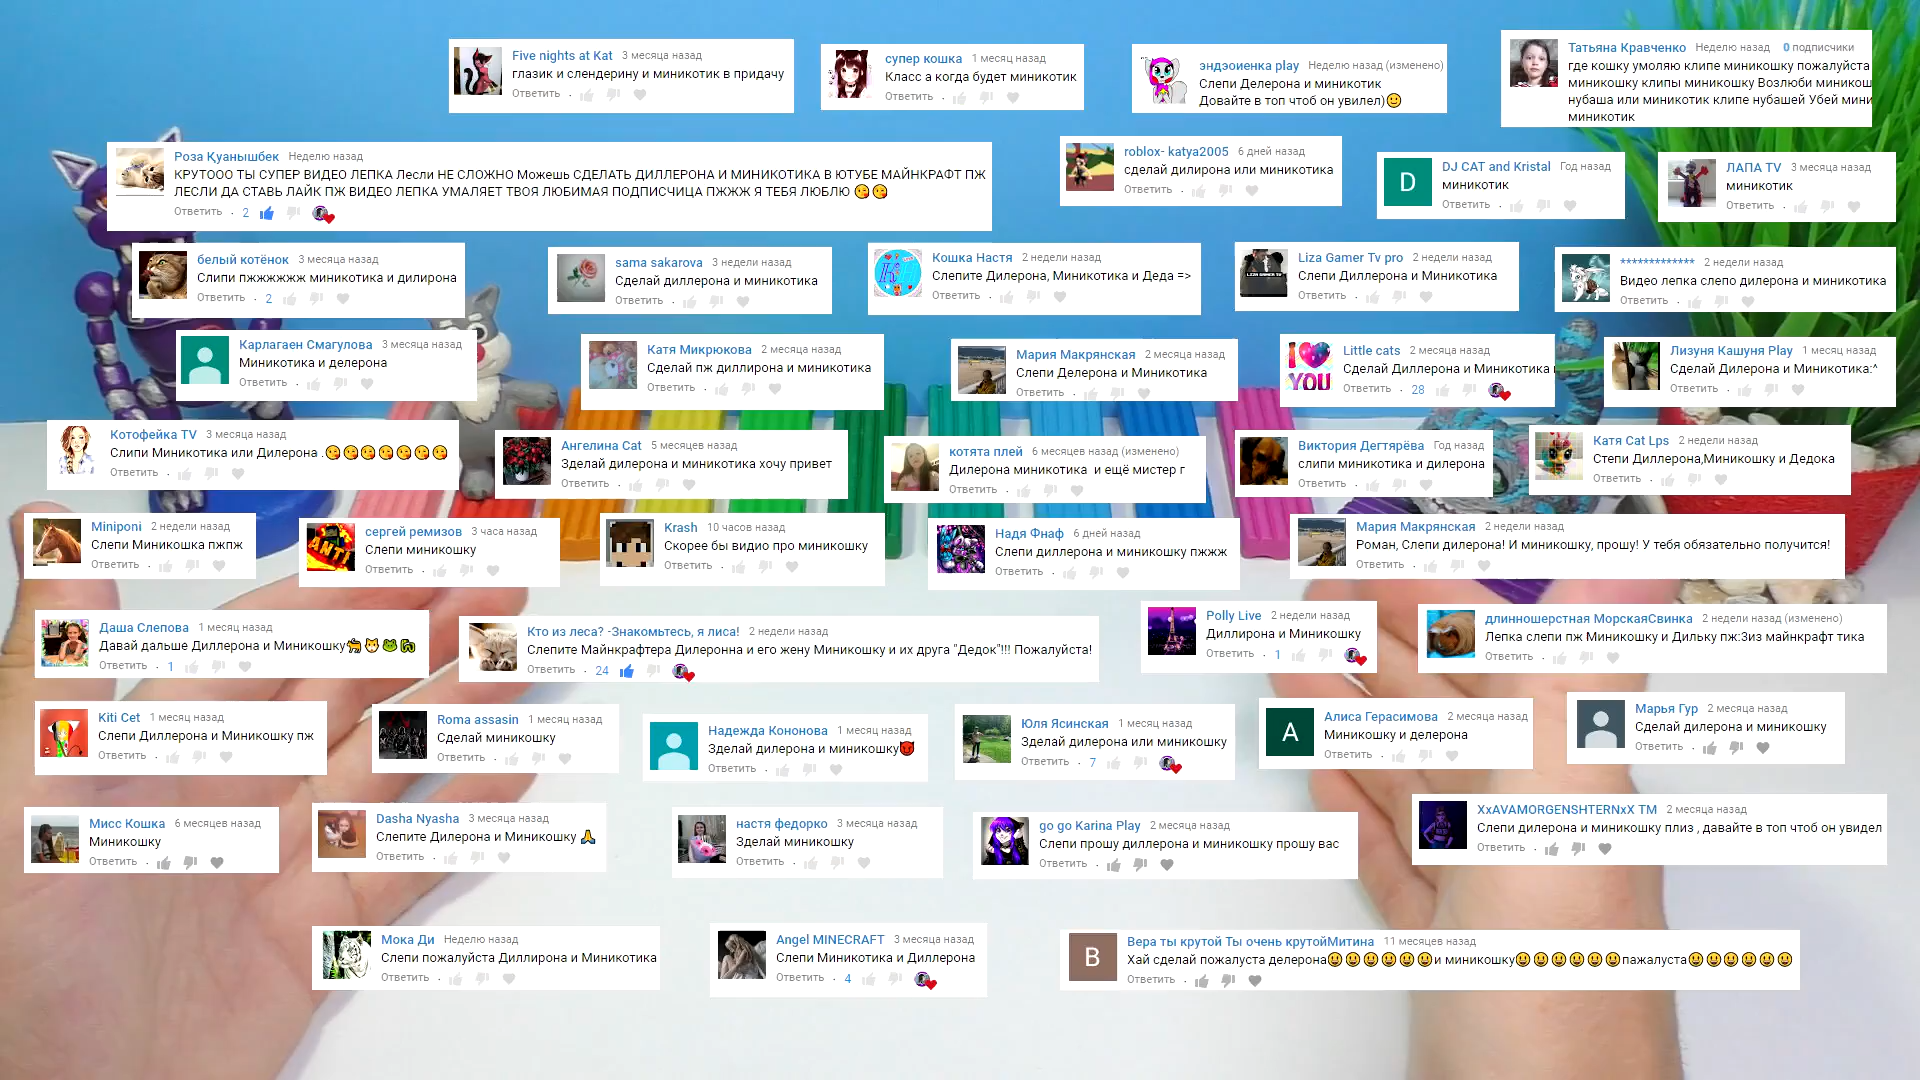 Five nights at Kat 3 месяца назад
глазик и слендерину и миникотик в придачу
Ответить
супер кошка 1 месяц назад
Класс а когда будет миникотик
Ответить
эндэоиенка play Неделю назад (изменено)
Слепи Делерона и миникотик
Довайте в топ чтоб он увилел)
Татьяна Кравченко Неделю назад 0 подписчики
где кошку умоляю клипе миникошку пожалуйста
миникошку клипы миникошку Возлюби миникош
нубаша или миникотик клипе нубашей Убей мини
миникотик
Роза Қуанышбек Неделю назад
КРУТООО ТЫ СУПЕР ВИДЕО ЛЕПКА Лесли НЕ СЛОЖНО Можешь СДЕЛАТЬ ДИЛЛЕРОНА И МИНИКОТИКА В ЮТУБЕ МАЙНКРАФТ ПЖ
ЛЕСЛИ ДА СТАВЬ ЛАЙК ПЖ ВИДЕО ЛЕПКА УМАЛЯЕТ ТВОЯ ЛЮБИМАЯ ПОДПИСЧИЦА ПЖЖЖ Я ТЕБЯ ЛЮБЛЮ 😘😘
Ответить 2
roblox- katya2005 6 дней назад
сделай дилирона или миникотика
Ответить
D
DJ CAT and Kristal Год назад
миникотик
Ответить
ЛАПА TV 3 месяца назад
миникотик
Ответить
белый котёнок 3 месяца назад
Слипи пжжжжжж миникотика и дилирона
Ответить 2
sama sakarova 3 недели назад
Сделай диллерона и миникотика
Ответить
Кошка Настя 2 недели назад
Слепите Дилерона, Миникотика и Деда =>
Ответить
LIZA GAMER TV
Liza Gamer Tv pro 2 недели назад
Слепи Диллерона и Миникотика
Ответить
************* 2 недели назад
Видео лепка слепо дилерона и миникотика
Ответить
Карлагаен Смагулова 3 месяца назад
Миникотика и делерона
Ответить
Катя Микрюкова 2 месяца назад
Сделай пж диллирона и миникотика
Ответить
Мария Макрянская 2 месяца назад
Слепи Делерона и Миникотика
Ответить
I YOU
Little cats 2 месяца назад
Сделай Диллерона и Миникотика
Ответить 28
Лизуня Кашуня Play 1 месяц назад
Сделай Дилерона и Миникотика:^
Ответить
Котофейка TV 3 месяца назад
Слипи Миникотика или Дилерона .😘😘😘😘😘😘😘
Ответить
Ангелина Cat 5 месяцев назад
Зделай дилерона и миникотика хочу привет
Ответить
котята плей 6 месяцев назад (изменено)
Дилерона миникотика и ещё мистер г
Ответить
Виктория Дегтярёва Год назад
слипи миникотика и дилерона
Ответить
Катя Cat Lps 2 недели назад
Степи Диллерона,Миникошку и Дедока
Ответить
Miniponi 2 недели назад
Слепи Миникошка пжпж
Ответить
ANTI
сергей ремизов 3 часа назад
Слепи миникошку
Ответить
Krash 10 часов назад
Скорее бы видио про миникошку
Ответить
Надя Фнаф 6 дней назад
Слепи диллерона и миникошку пжжж
Ответить
Мария Макрянская 2 недели назад
Роман, Слепи дилерона! И миникошку, прошу! У тебя обязательно получится!
Ответить
Даша Слепова 1 месяц назад
Давай дальше Диллерона и Миникошку
Ответить 1
Кто из леса? -Знакомьтесь, я лиса! 2 недели назад
Слепите Майнкрафтера Дилеронна и его жену Миникошку и их друга "Дедок"!!! Пожалуйста!
Ответить 24
Polly Live 2 недели назад
Диллирона и Миникошку
Ответить 1
длинношерстная МорскаяСвинка 2 недели назад (изменено)
Лепка слепи пж Миникошку и Дильку пж:3из майнкрафт тика
Ответить
Kiti Cet 1 месяц назад
Слепи Диллерона и Миникошку пж
Ответить
Roma assasin 1 месяц назад
Сделай миникошку
Ответить
Надежда Кононова 1 месяц назад
Зделай дилерона и миникошку😈
Ответить
Юля Ясинская 1 месяц назад
Зделай дилерона или миникошку
Ответить 7
A
Алиса Герасимова 2 месяца назад
Миникошку и делерона
Ответить
Марья Гур 2 месяца назад
Сделай дилерона и миникошку
Ответить
Мисс Кошка 6 месяцев назад
Миникошку
Ответить
Dasha Nyasha 3 месяца назад
Слепите Дилерона и Миникошку 🙏
Ответить
настя федорко 3 месяца назад
Зделай миникошку
Ответить
go go Karina Play 2 месяца назад
Слепи прошу диллерона и миникошку прошу вас
Ответить
XxAVAMORGENSHTERNxX TM 2 месяца назад
Слепи дилерона и миникошку плиз , давайте в топ чтоб он увидел
Ответить
Мока Ди Неделю назад
Слепи пожалуйста Диллирона и Миникотика
Ответить
Angel MINECRAFT 3 месяца назад
Слепи Миникотика и Диллерона
Ответить 4
B
Вера ты крутой Ты очень крутойМитина 11 месяцев назад
Хай сделай пожалуста делерона😃😃😃😃😃😃и миникошку😃😃😃😃😃😃пажалуста😃😃😃😃😃😃
Ответить